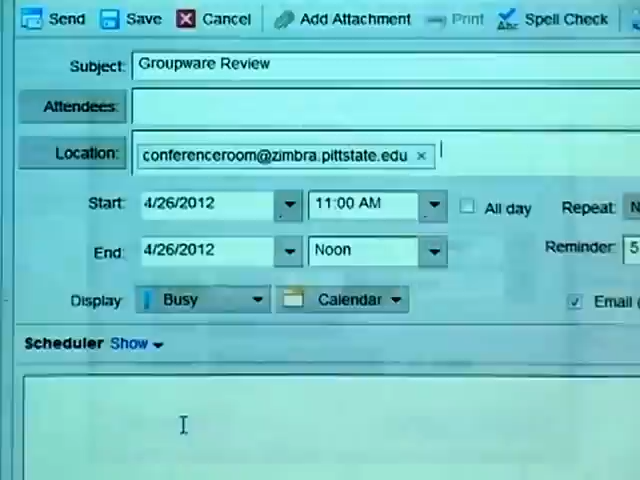 Send Save Cancel Add Attachment Print Abc Spell Check
Subject: Groupware Review
Attendees:
Location: conferenceroom@zimbra.pittstate.edu ×
Start: 4/26/2012 11:00 AM All day Repeat: N
End: 4/26/2012 Noon Reminder: 5
Display: Busy Calendar Email
Scheduler Show